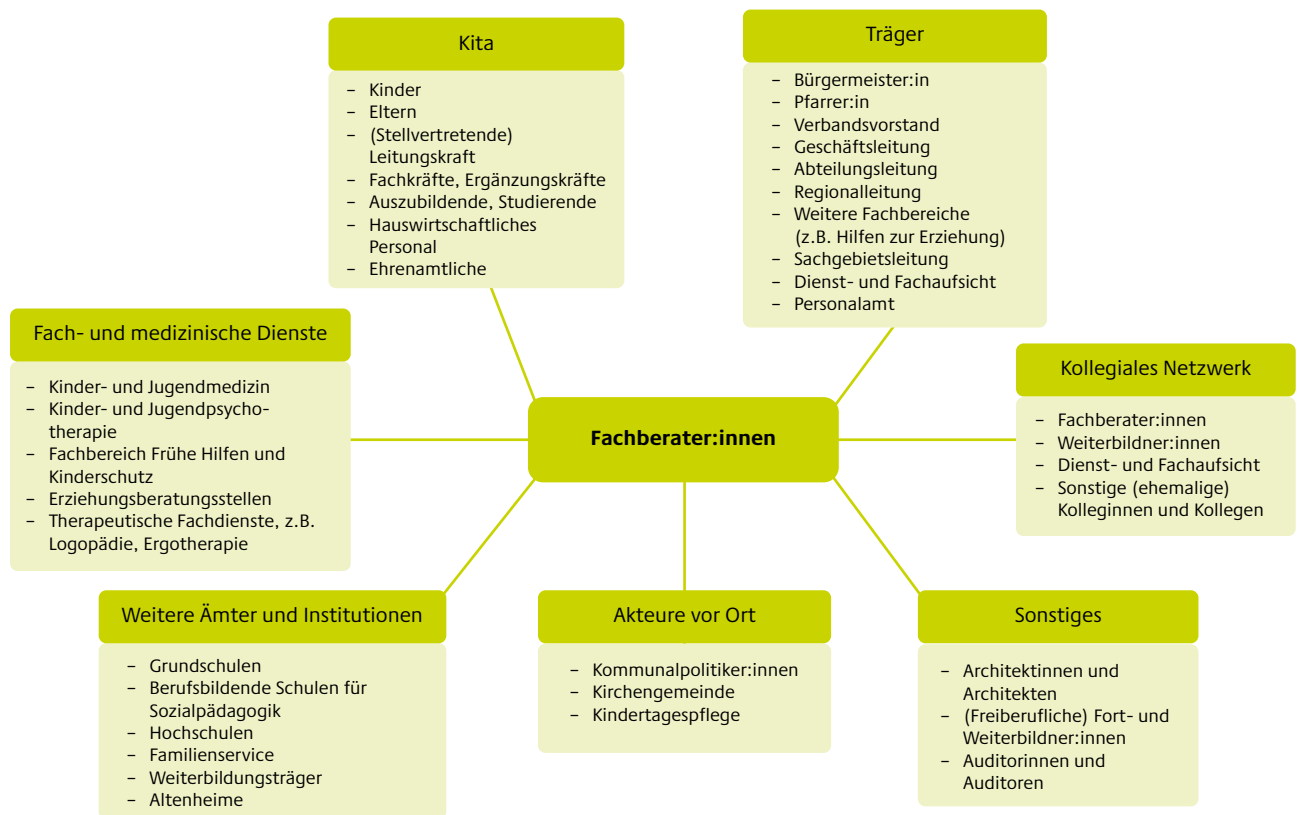 Kita
– Kinder
– Eltern
– (Stellvertretende)
Leitungskraft
– Fachkräfte, Ergänzungskräfte
– Auszubildende, Studierende
– Hauswirtschaftliches
Personal
– Ehrenamtliche
Träger
– Bürgermeister:in
– Pfarrer:in
– Verbandsvorstand
– Geschäftsleitung
– Abteilungsleitung
– Regionalleitung
– Weitere Fachbereiche
(z.B. Hilfen zur Erziehung)
– Sachgebietsleitung
– Dienst- und Fachaufsicht
– Personalamt
Fach- und medizinische Dienste
– Kinder- und Jugendmedizin
– Kinder- und Jugendpsycho-
therapie
– Fachbereich Frühe Hilfen und
Kinderschutz
– Erziehungsberatungsstellen
– Therapeutische Fachdienste, z.B.
Logopädie, Ergotherapie
Fachberater:innen
Kollegiales Netzwerk
– Fachberater:innen
– Weiterbildner:innen
– Dienst- und Fachaufsicht
– Sonstige (ehemalige)
Kolleginnen und Kollegen
Weitere Ämter und Institutionen
– Grundschulen
– Berufsbildende Schulen für
Sozialpädagogik
– Hochschulen
– Familienservice
– Weiterbildungsträger
– Altenheime
Akteure vor Ort
– Kommunalpolitiker:innen
– Kirchengemeinde
– Kindertagespflege
Sonstiges
– Architektinnen und
Architekten
– (Freiberufliche) Fort- und
Weiterbildner:innen
– Auditorinnen und
Auditoren